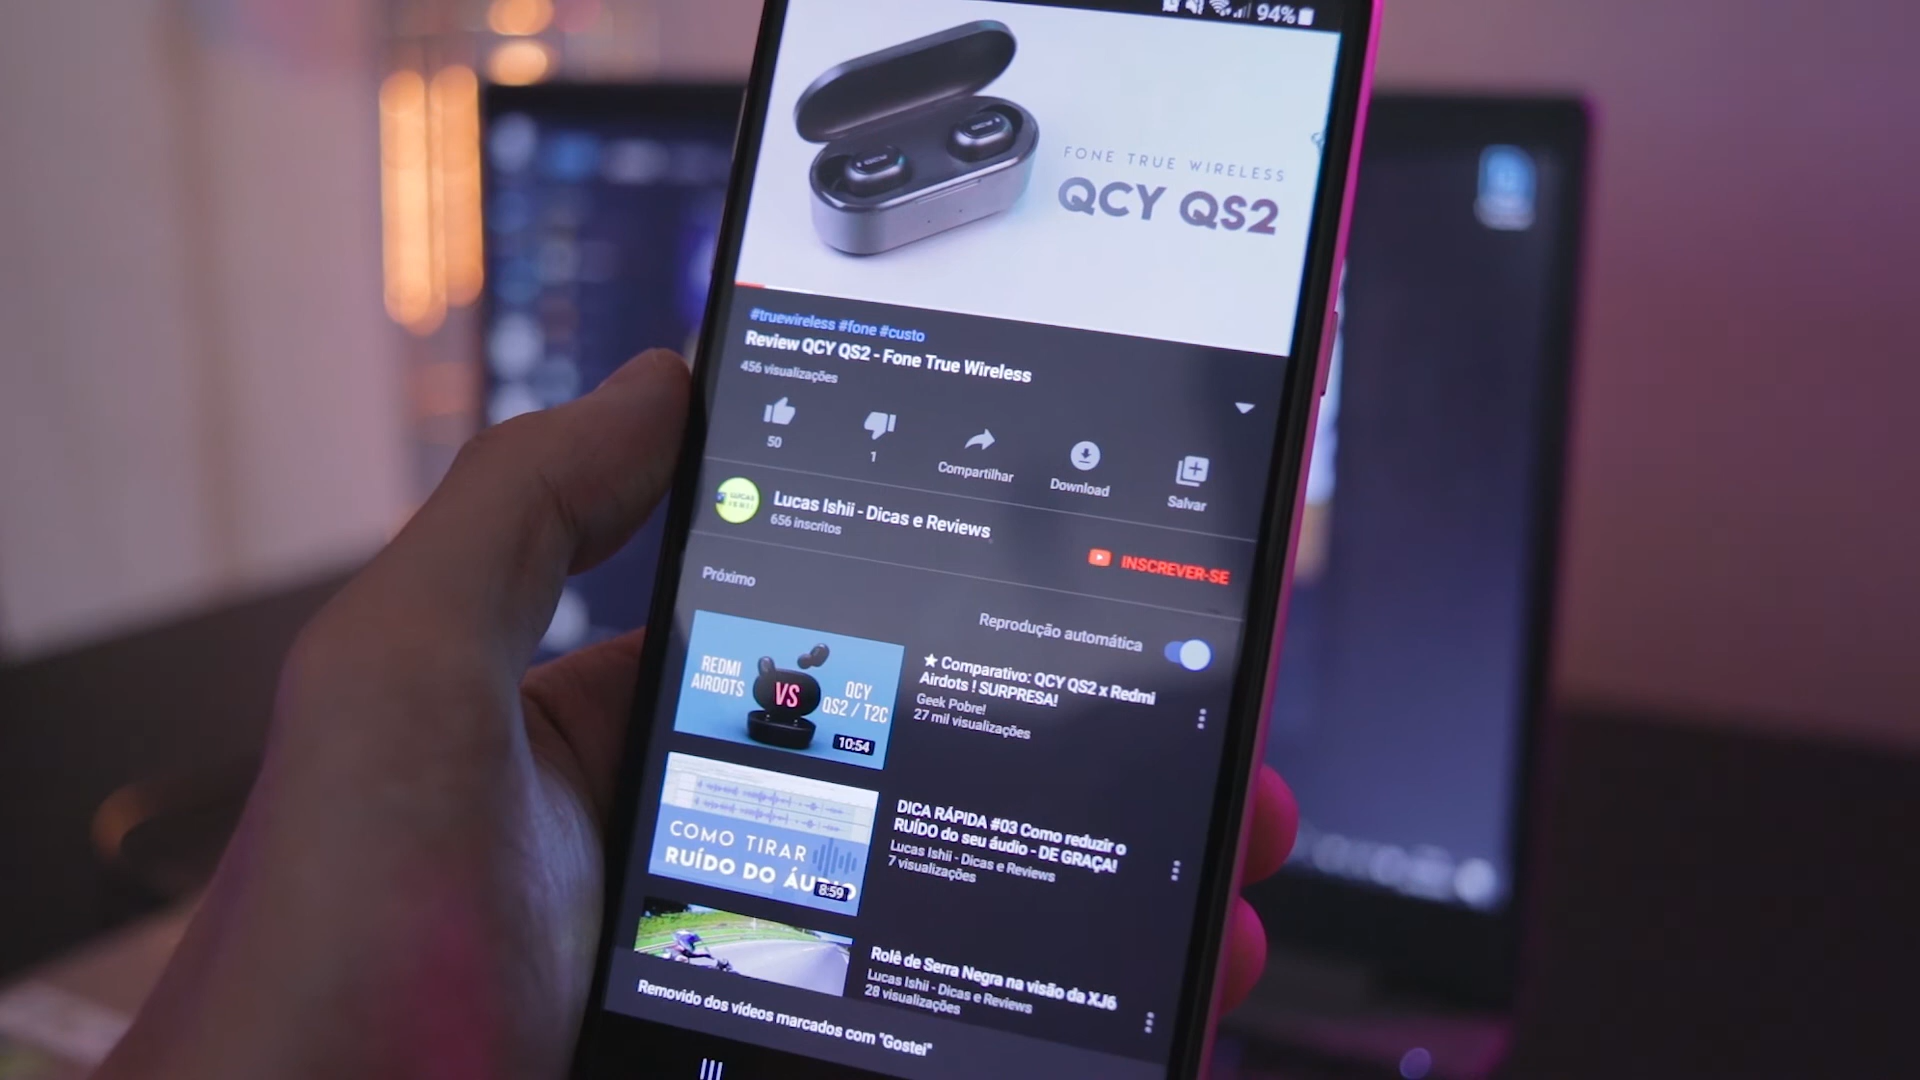 94%
FONE TRUE WIRELESS
QCY QS2
#truewireless #fone #custo
Review QCY QS2 - Fone True Wireless
456 visualizações
50
1
Compartilhar
Download
Salvar
LUCAS
ISHII
Lucas Ishii - Dicas e Reviews
656 inscritos
INSCREVER-SE
Próximo
Reprodução automática
REDMI
AIRDOTS
VS
QCY
QS2 / T2C
10:54
★ Comparativo: QCY QS2 x Redmi
Airdots ! SURPRESA!
Geek Pobre!
27 mil visualizações
COMO TIRAR
RUÍDO DO ÁUDIO
8:59
DICA RÁPIDA #03 Como reduzir o
RUÍDO do seu áudio - DE GRAÇA!
Lucas Ishii - Dicas e Reviews
7 visualizações
Rolê de Serra Negra na visão da XJ6
Lucas Ishii - Dicas e Reviews
28 visualizações
Removido dos vídeos marcados com "Gostei"